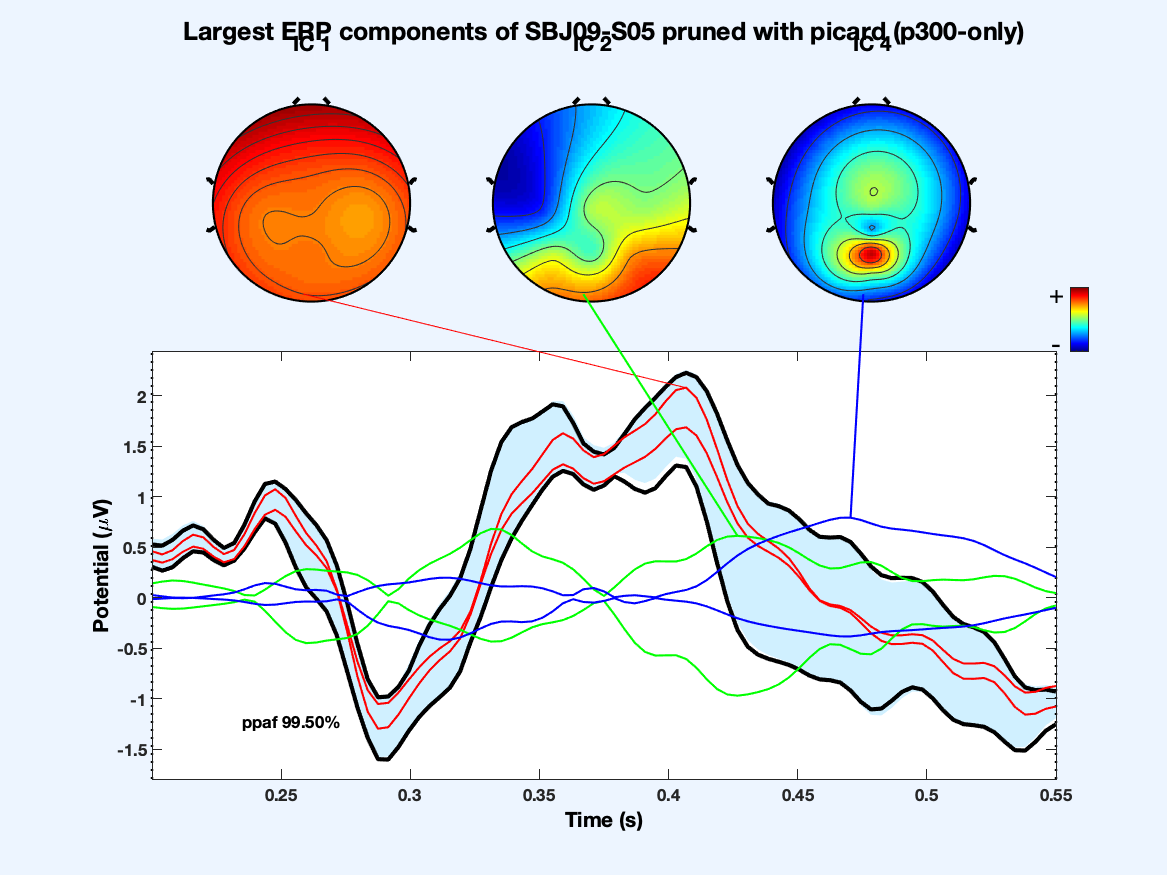 Largest ERP components of SBJ09-S05 pruned with picard (p300-only)
IC 1 IC 2 IC 4
+
-
2
1.5
1
0.5
0
-0.5
-1
-1.5
Potential (μV)
ppaf 99.50%
0.25 0.3 0.35 0.4 0.45 0.5 0.55
Time (s)